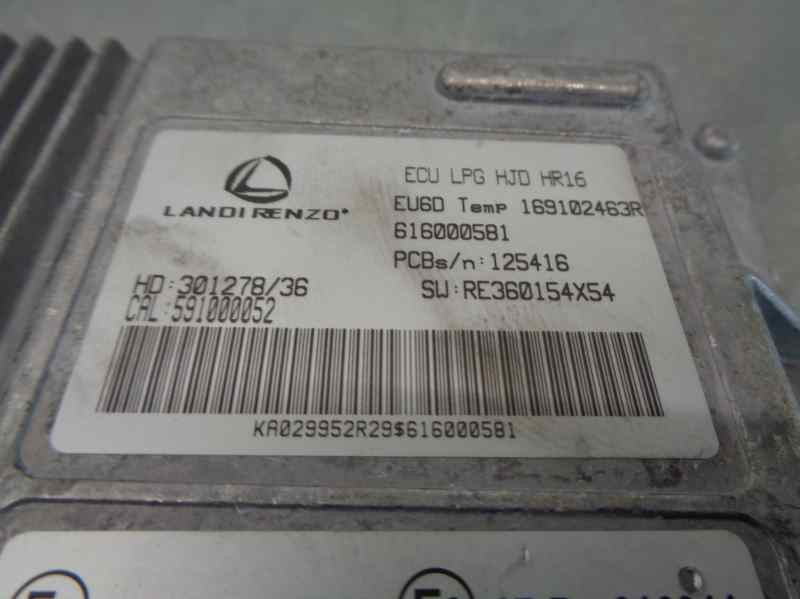 LANDIRENZO®
ECU LPG HJD HR16
EU6D Temp 169102463R
616000581
PCBs/n:125416
HD:301278/36
SW:RE360154X54
CAL:591000052
KA029952R29$616000581